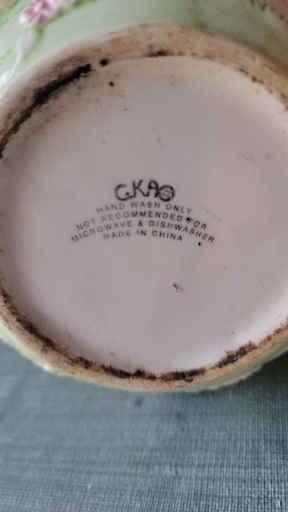 CKAO
HAND WASH ONLY
NOT RECOMMENDED FOR
MICROWAVE & DISHWASHER
MADE IN CHINA